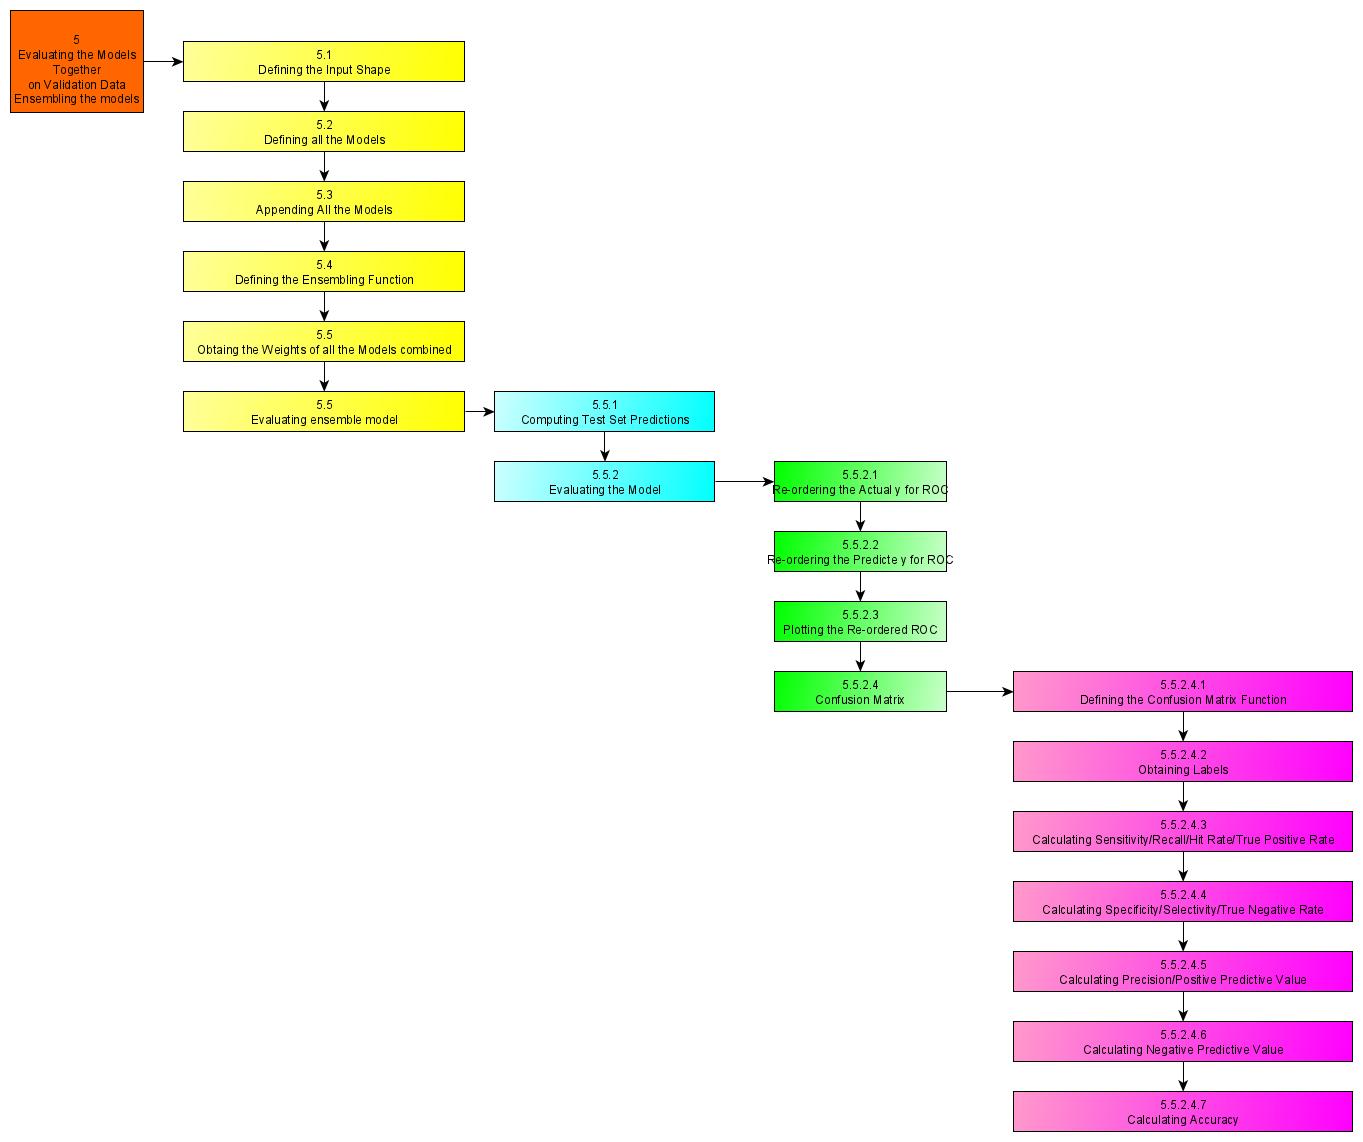 5
Evaluating the Models
Together
on Validation Data
Ensembling the models
5.1
Defining the Input Shape
5.2
Defining all the Models
5.3
Appending All the Models
5.4
Defining the Ensembling Function
5.5
Obtaing the Weights of all the Models combined
5.5
Evaluating ensemble model
5.5.1
Computing Test Set Predictions
5.5.2
Evaluating the Model
5.5.2.1
Re-ordering the Actual y for ROC
5.5.2.2
Re-ordering the Predicte y for ROC
5.5.2.3
Plotting the Re-ordered ROC
5.5.2.4
Confusion Matrix
5.5.2.4.1
Defining the Confusion Matrix Function
5.5.2.4.2
Obtaining Labels
5.5.2.4.3
Calculating Sensitivity/Recall/Hit Rate/True Positive Rate
5.5.2.4.4
Calculating Specificity/Selectivity/True Negative Rate
5.5.2.4.5
Calculating Precision/Positive Predictive Value
5.5.2.4.6
Calculating Negative Predictive Value
5.5.2.4.7
Calculating Accuracy